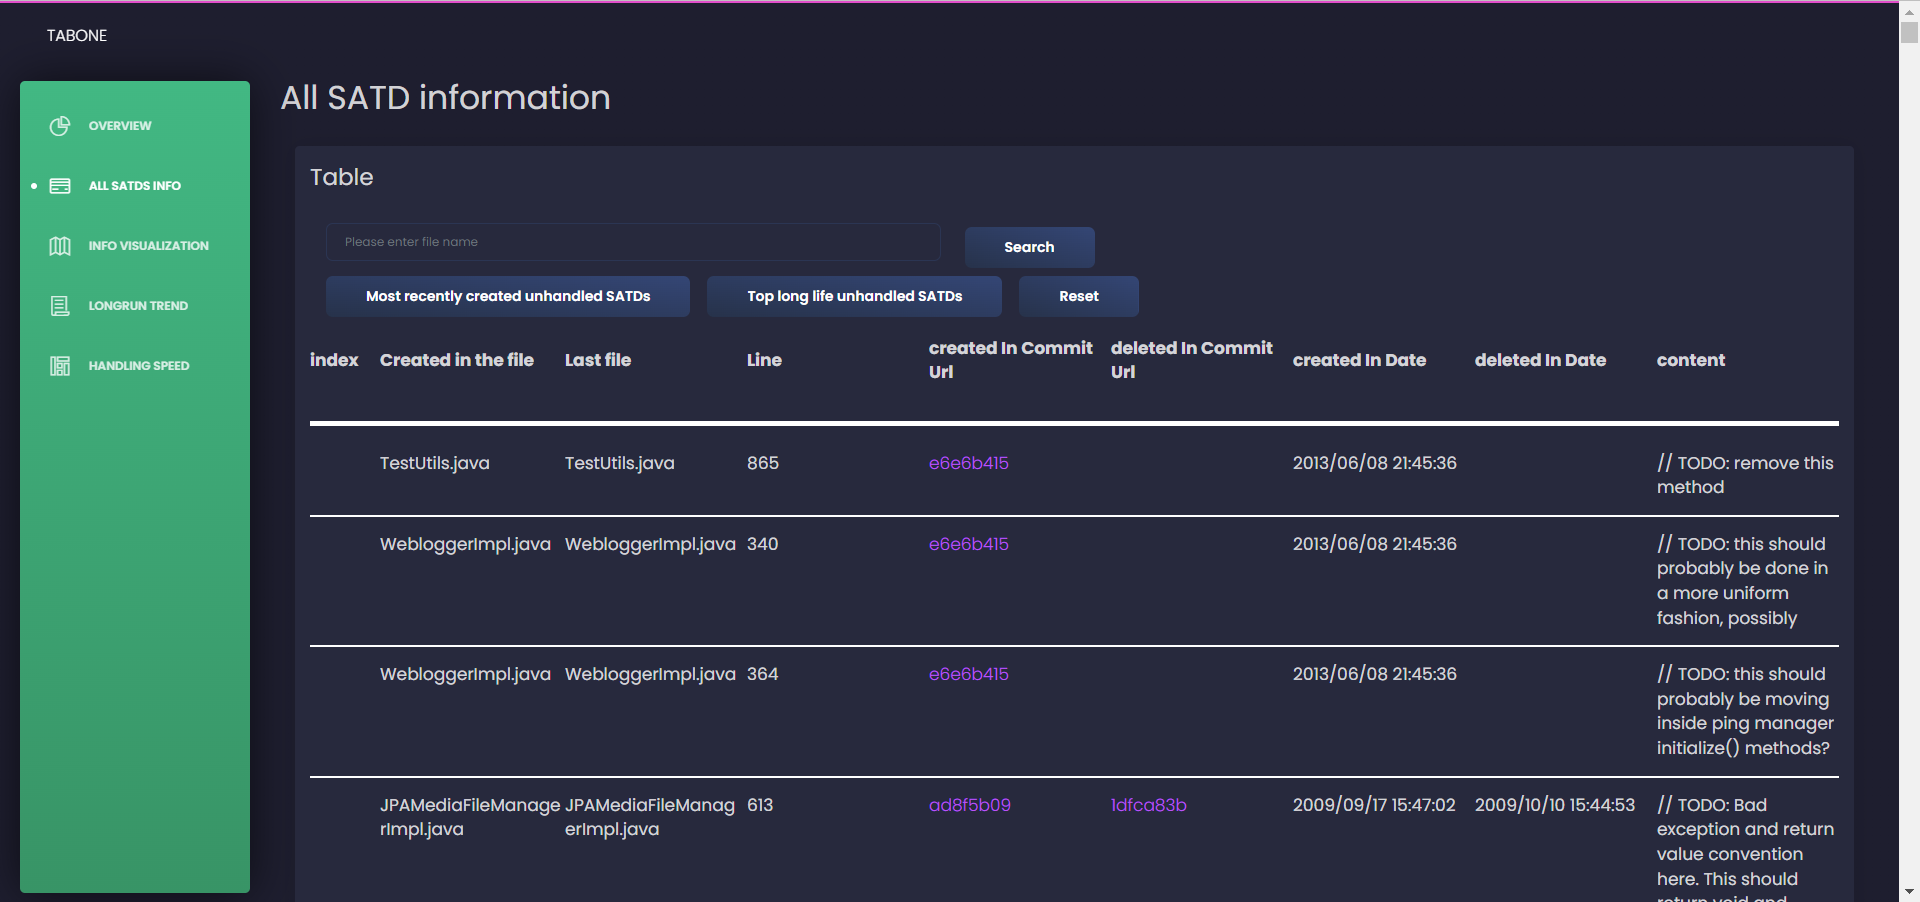 TABONE
OVERVIEW
ALL SATDS INFO
INFO VISUALIZATION
LONGRUN TREND
HANDLING SPEED
All SATD information
Table
Please enter file name
Search
Most recently created unhandled SATDs
Top long life unhandled SATDs
Reset
index
Created in the file
Last file
Line
created In Commit
Url
deleted In Commit
Url
created In Date
deleted In Date
content
TestUtils.java
TestUtils.java
865
e6e6b415
2013/06/08 21:45:36
// TODO: remove this
method
WebloggerImpl.java
WebloggerImpl.java
340
e6e6b415
2013/06/08 21:45:36
// TODO: this should
probably be done in
a more uniform
fashion, possibly
WebloggerImpl.java
WebloggerImpl.java
364
e6e6b415
2013/06/08 21:45:36
// TODO: this should
probably be moving
inside ping manager
initialize() methods?
JPAMediaFileManage
rImpl.java
JPAMediaFileManag
erImpl.java
613
ad8f5b09
1dfca83b
2009/09/17 15:47:02
2009/10/10 15:44:53
// TODO: Bad
exception and return
value convention
here. This should
return void and